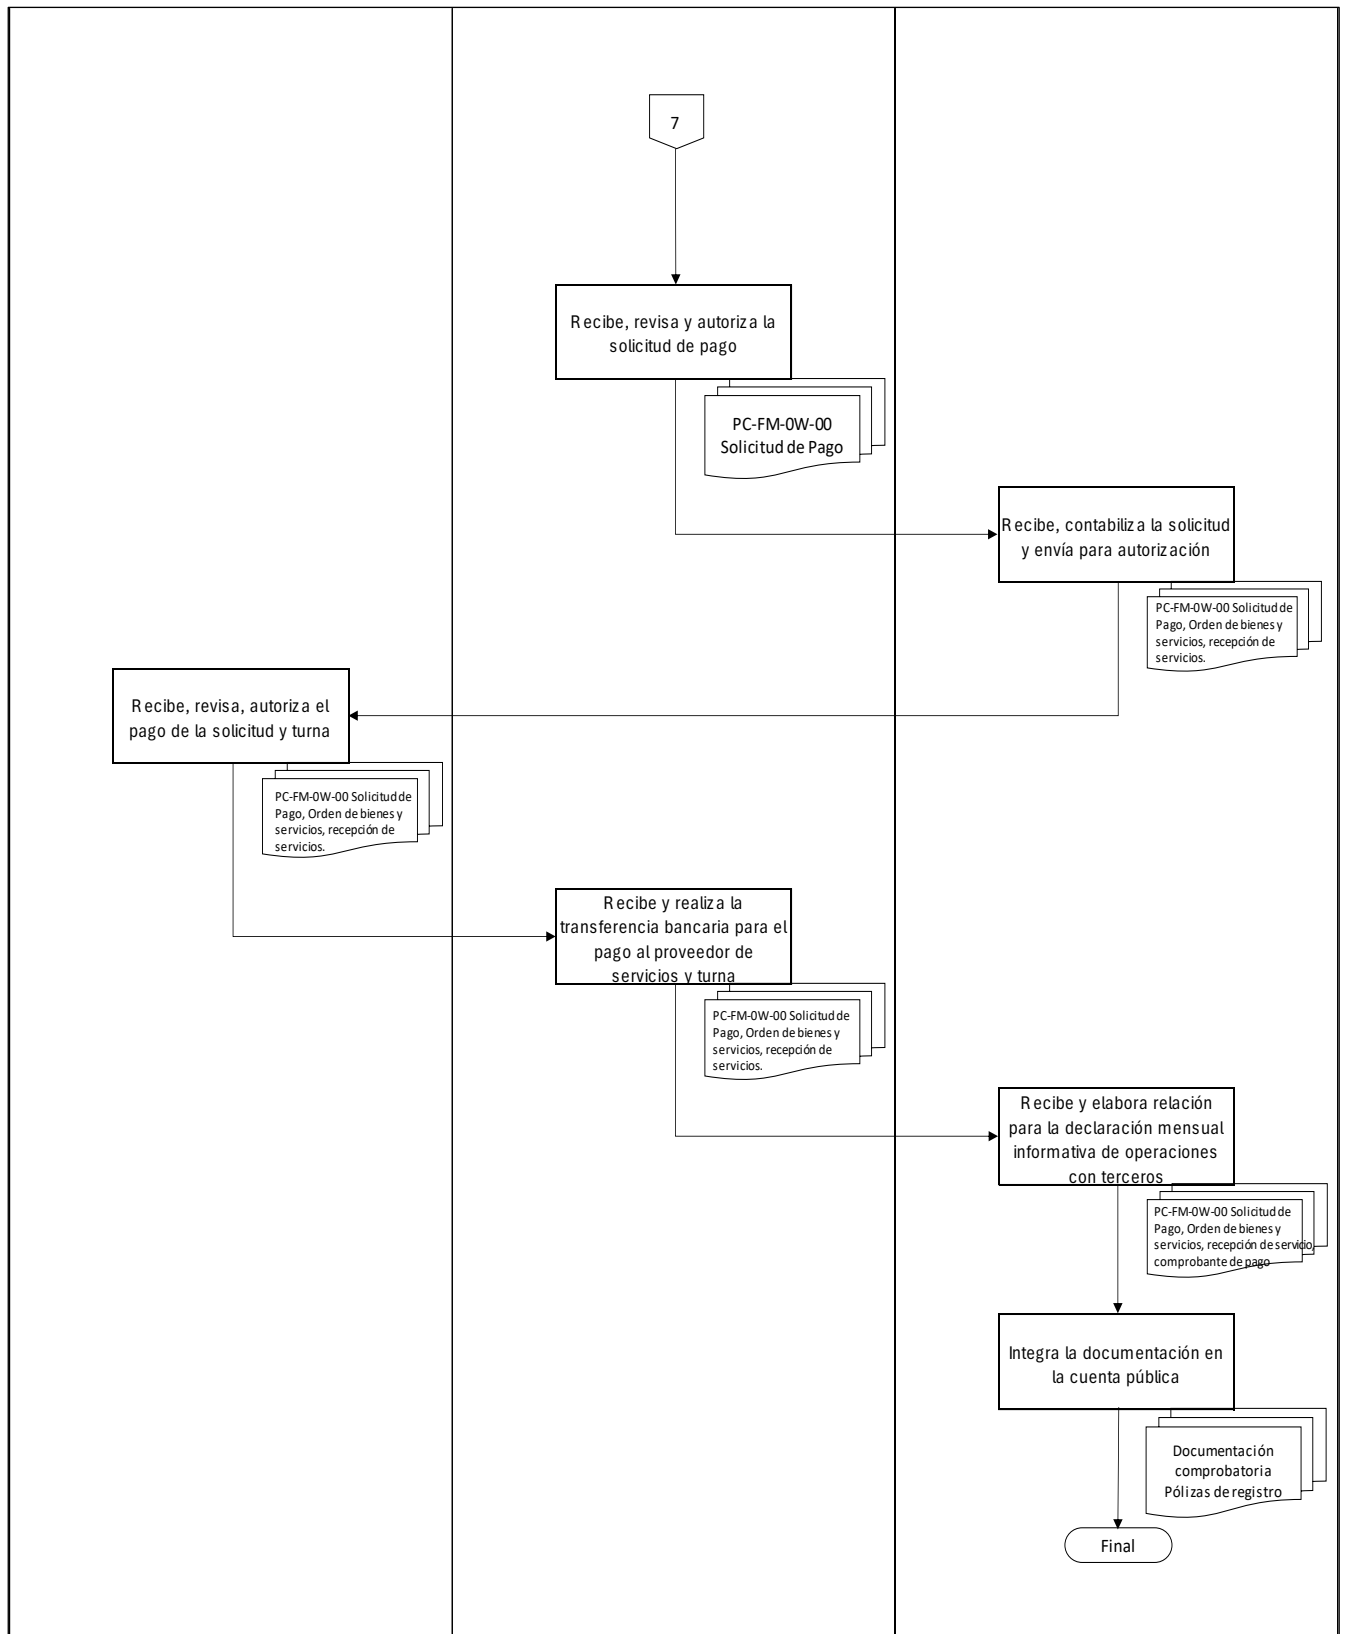 7
Recibe, revisa y autoriza la
solicitud de pago
PC-FM-0W-00
Solicitud de Pago
Recibe, contabiliza la solicitud
y envía para autorización
PC-FM-0W-00 Solicitud de
Pago, Orden de bienes y
servicios, recepción de
servicios.
Recibe, revisa, autoriza el
pago de la solicitud y turna
PC-FM-0W-00 Solicitud de
Pago, Orden de bienes y
servicios, recepción de
servicios.
Recibe y realiza la
transferencia bancaria para el
pago al proveedor de
servicios y turna
PC-FM-0W-00 Solicitud de
Pago, Orden de bienes y
servicios, recepción de
servicios.
Recibe y elabora relación
para la declaración mensual
informativa de operaciones
con terceros
PC-FM-0W-00 Solicitud de
Pago, Orden de bienes y
servicios, recepción de servicio,
comprobante de pago
Integra la documentación en
la cuenta pública
Documentación
comprobatoria
Pólizas de registro
Final